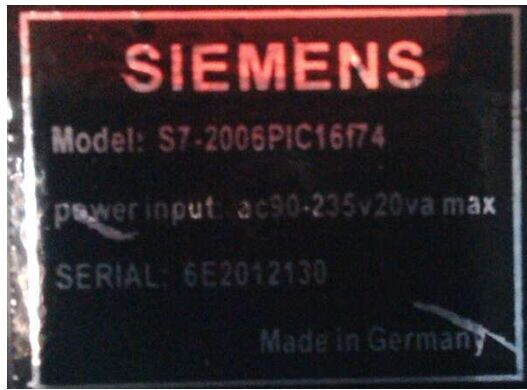 SIEMENS
Model: S7-2006PIC16f74
power input: ac90-235v20va max
SERIAL: 6E2012130
Made in Germany